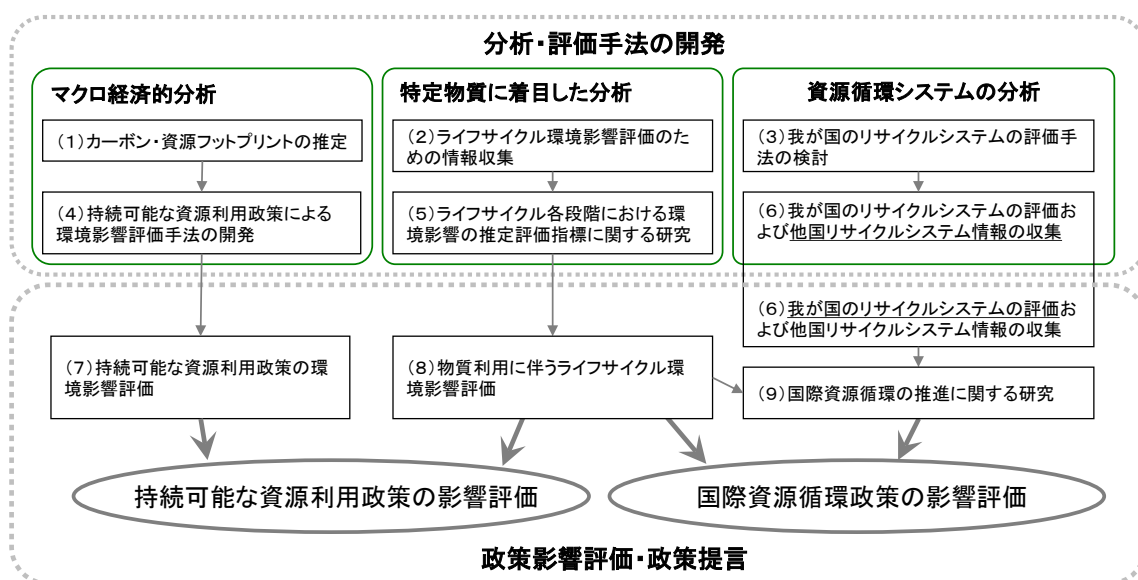 分析・評価手法の開発
マクロ経済的分析
(1)カーボン・資源フットプリントの推定
(4)持続可能な資源利用政策による
環境影響評価手法の開発
特定物質に着目した分析
(2)ライフサイクル環境影響評価のた
めの情報収集
(5)ライフサイクル各段階における環
境影響の推定評価指標に関する研究
資源循環システムの分析
(3)我が国のリサイクルシステムの評価手
法の検討
(6)我が国のリサイクルシステムの評価お
よび他国リサイクルシステム情報の収集
(6)我が国のリサイクルシステムの評価お
よび他国リサイクルシステム情報の収集
(7)持続可能な資源利用政策の環
境影響評価
(8)物質利用に伴うライフサイクル環
境影響評価
(9)国際資源循環の推進に関する研究
持続可能な資源利用政策の影響評価
国際資源循環政策の影響評価
政策影響評価・政策提言